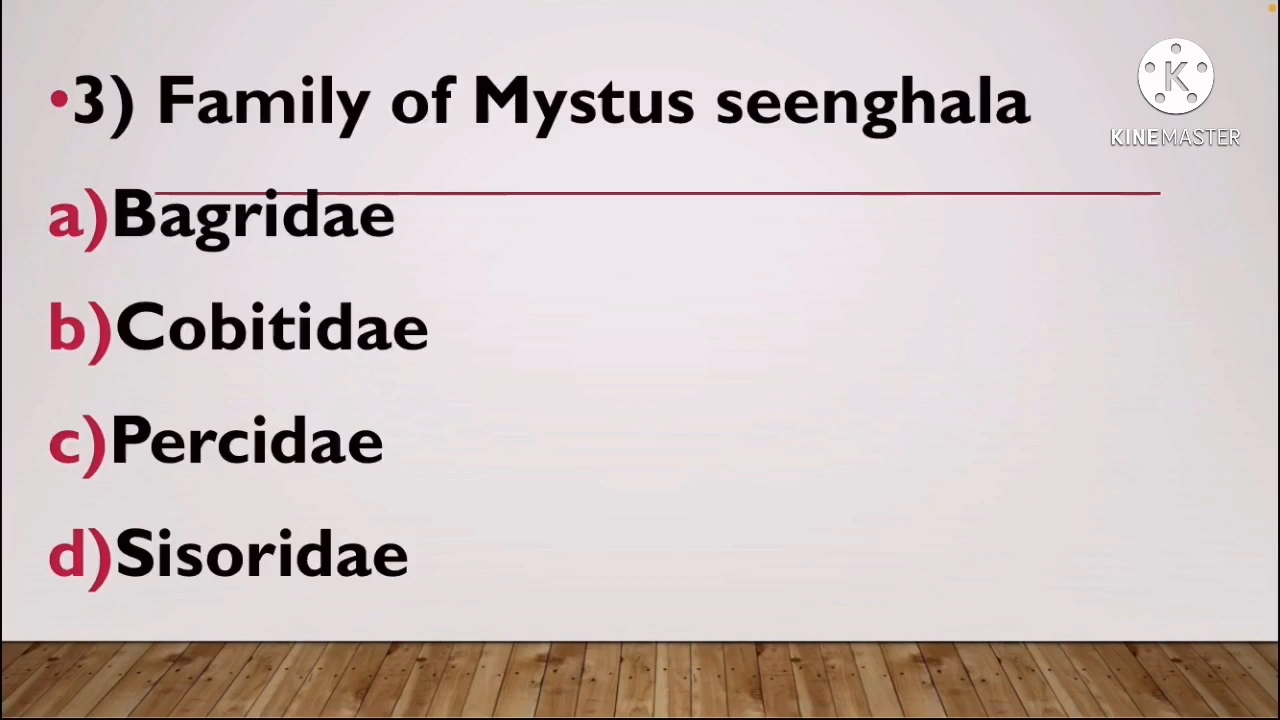 •3) Family of Mystus seenghala
K
KINEMASTER
a)Bagridae
b)Cobitidae
c)Percidae
d)Sisoridae